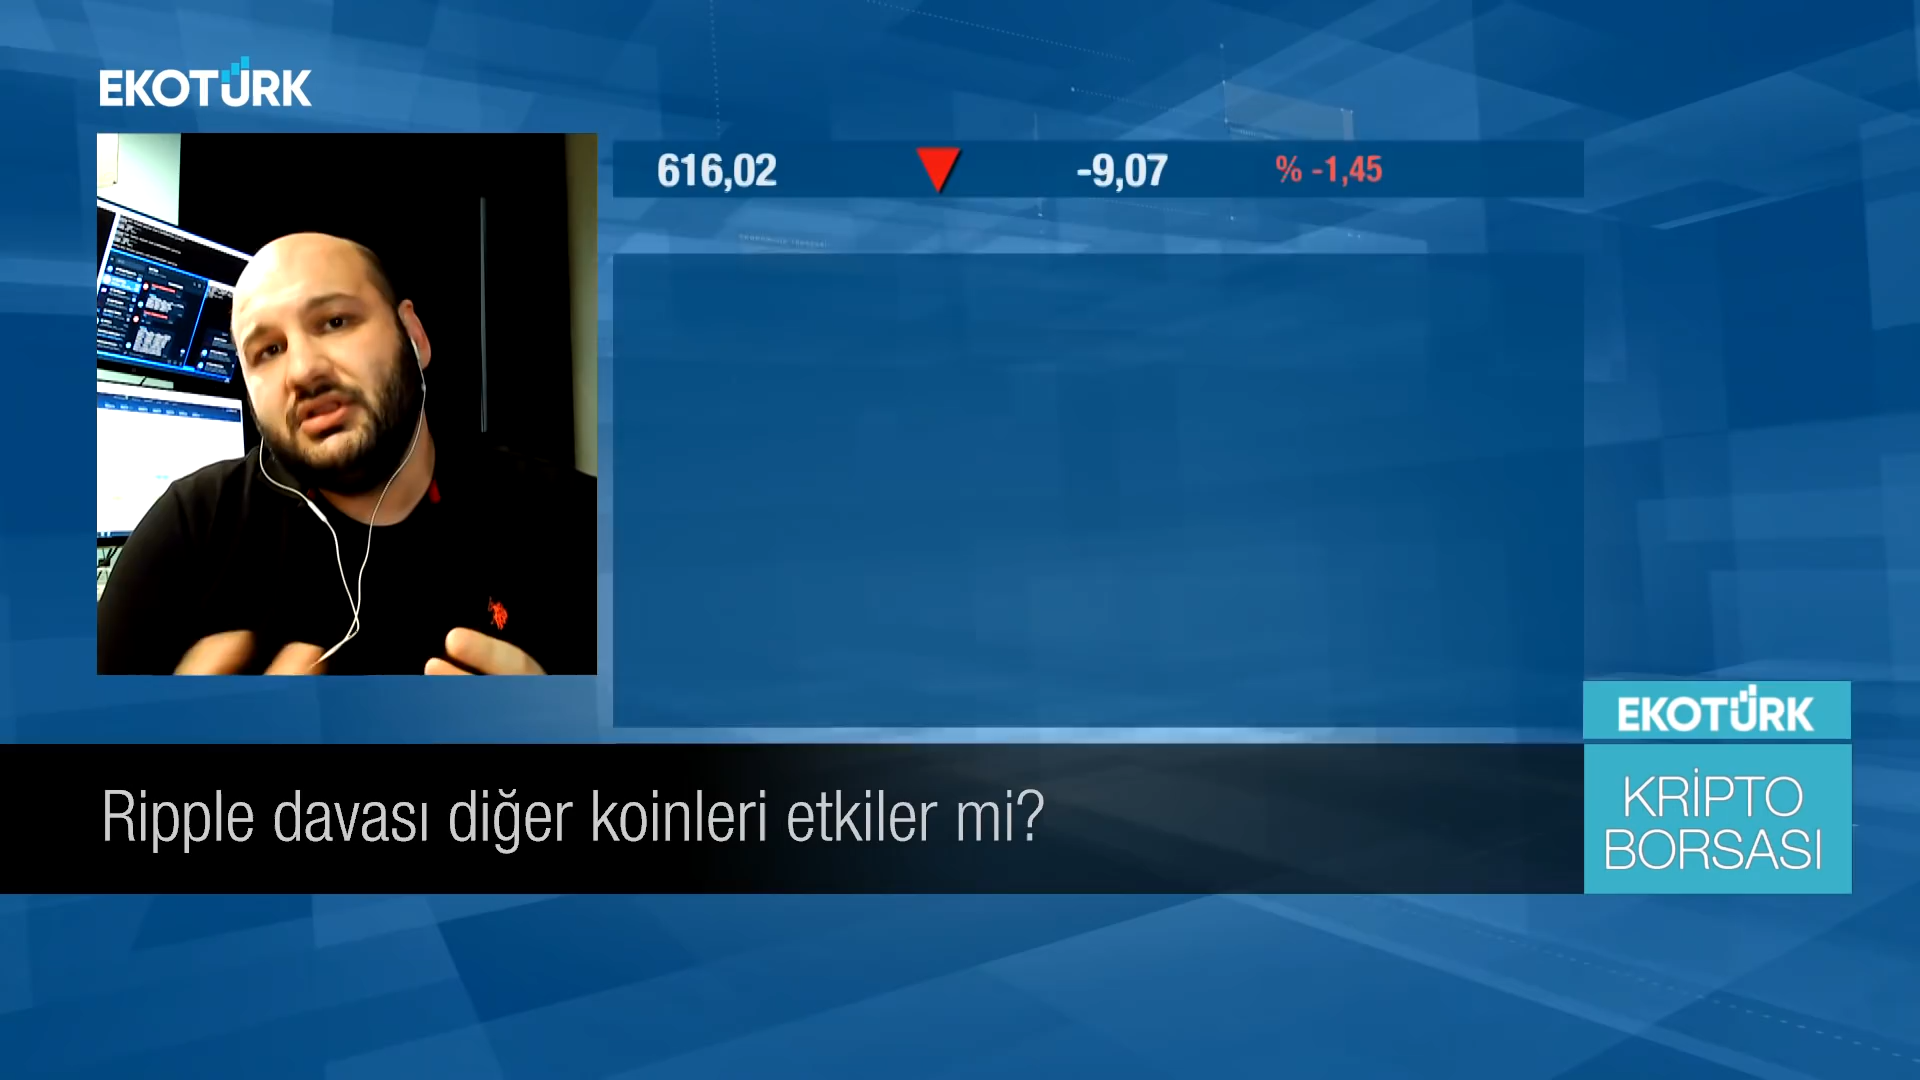 EKOTÜRK
616,02 -9,07 % -1,45
EKOTÜRK
KRİPTO
BORSASI
Ripple davası diğer koinleri etkiler mi?